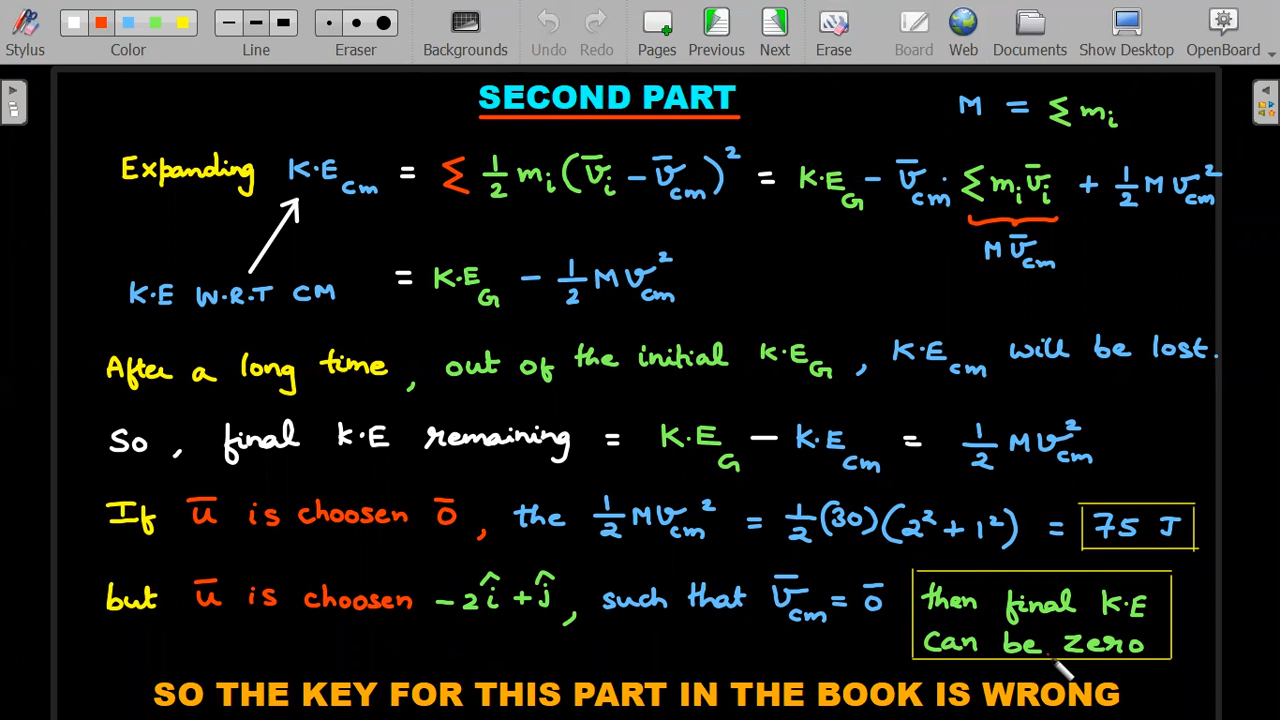 Stylus Color Line Eraser Backgrounds Undo Redo Pages Previous Next Erase Board Web Documents Show Desktop OpenBoard
SECOND PART
M = Σ mᵢ
Expanding K·E_cm = Σ ½ mᵢ (v̄ᵢ − v̄_cm)² = K·E_G − v̄_cm · Σ mᵢ v̄ᵢ + ½ M v_cm²
M v̄_cm
K·E W·R·T CM = K·E_G − ½ M v_cm²
After a long time, out of the initial K·E_G, K·E_cm will be lost.
So, final K·E remaining = K·E_G − K·E_cm = ½ M v_cm²
If ū is choosen 0̄, the ½ M v_cm² = ½ (30) (2² + 1²) = 75 J
but ū is choosen −2î + ĵ, such that v̄_cm = 0̄ then final K·E
can be zero
SO THE KEY FOR THIS PART IN THE BOOK IS WRONG